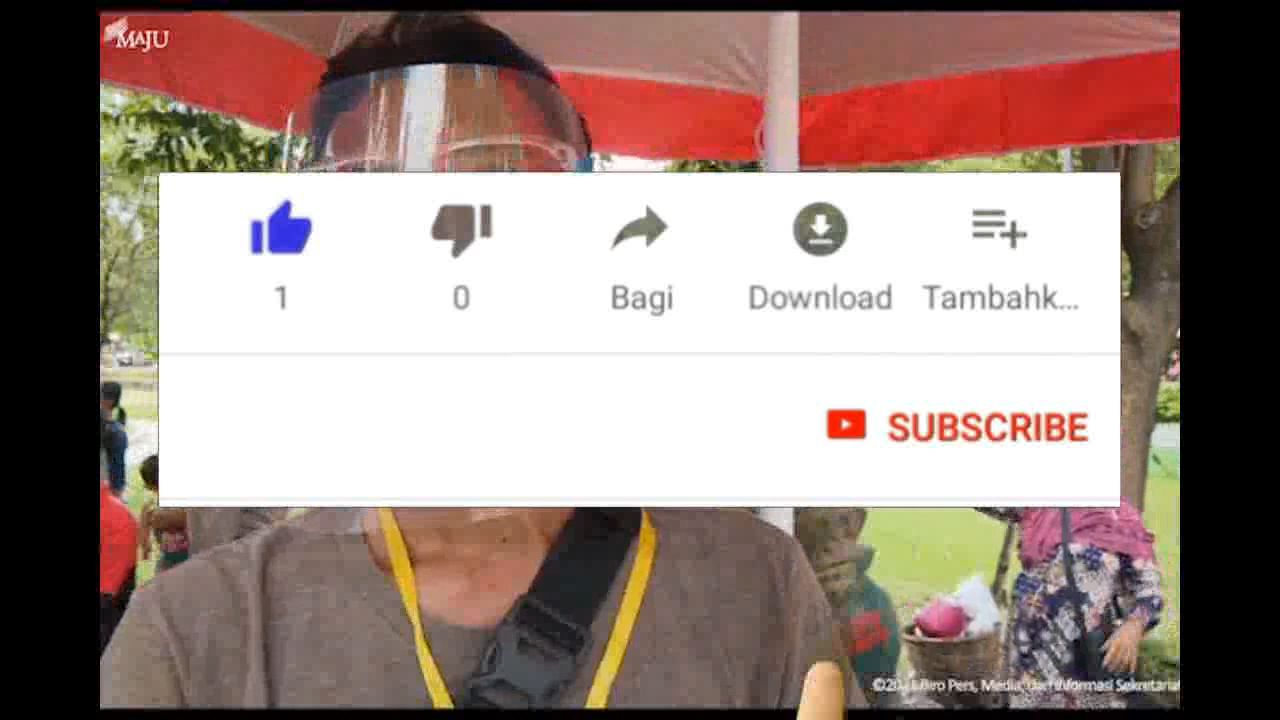 MAJU
1 0 Bagi Download Tambahk...
SUBSCRIBE
Biro Pers, Media, dan Informasi Sekretariat